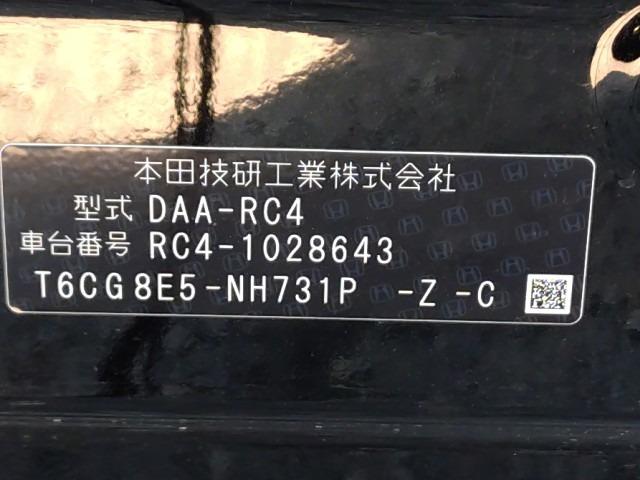 本田技研工業株式会社
型式 DAA-RC4
車台番号 RC4-1028643
T6CG8E5-NH731P -Z -C